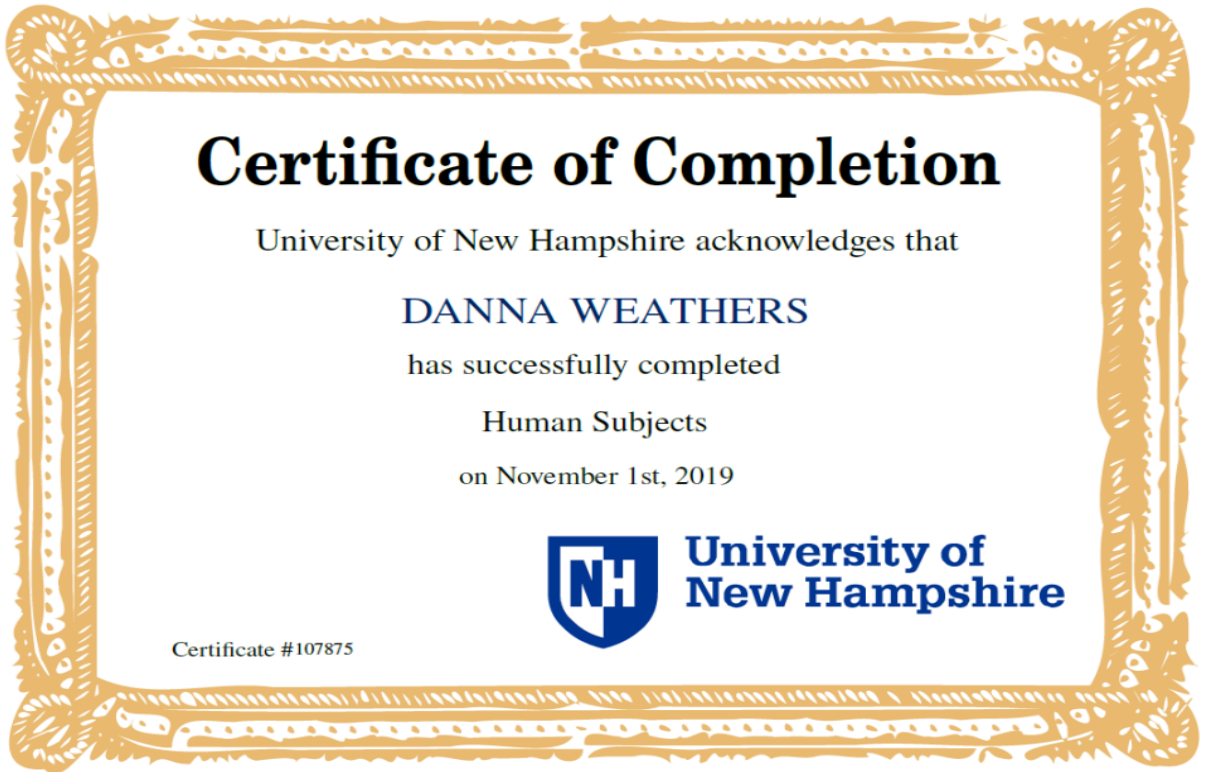 Certificate of Completion
University of New Hampshire acknowledges that
DANNA WEATHERS
has successfully completed
Human Subjects
on November 1st, 2019
NH
University of
New Hampshire
Certificate #107875